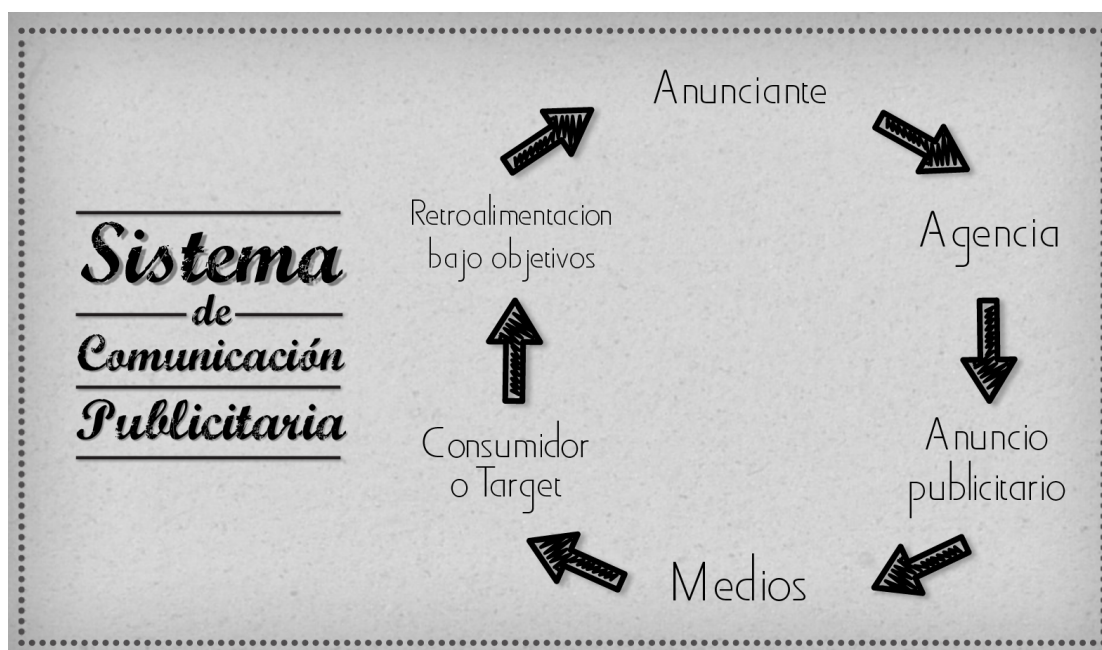 Sistema
de
Comunicación
Publicitaria
Anunciante
Agencia
Anuncio
publicitario
Medios
Consumidor
o Target
Retroalimentacion
bajo objetivos